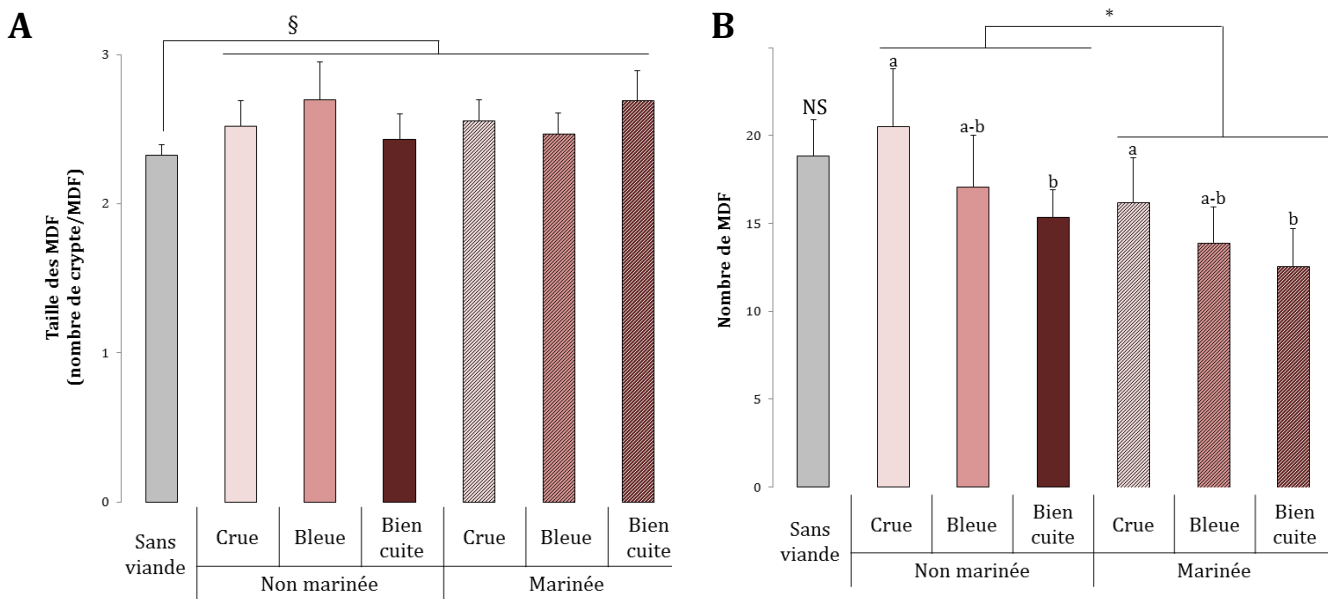 A
§
3
2
1
0
Taille des MDF
(nombre de crypte/MDF)
Sans
viande
Crue
Bleue
Bien
cuite
Crue
Bleue
Bien
cuite
Non marinée
Marinée
B
*
NS
a
a-b
b
a
a-b
b
20
15
10
5
0
Nombre de MDF
Sans
viande
Crue
Bleue
Bien
cuite
Crue
Bleue
Bien
cuite
Non marinée
Marinée